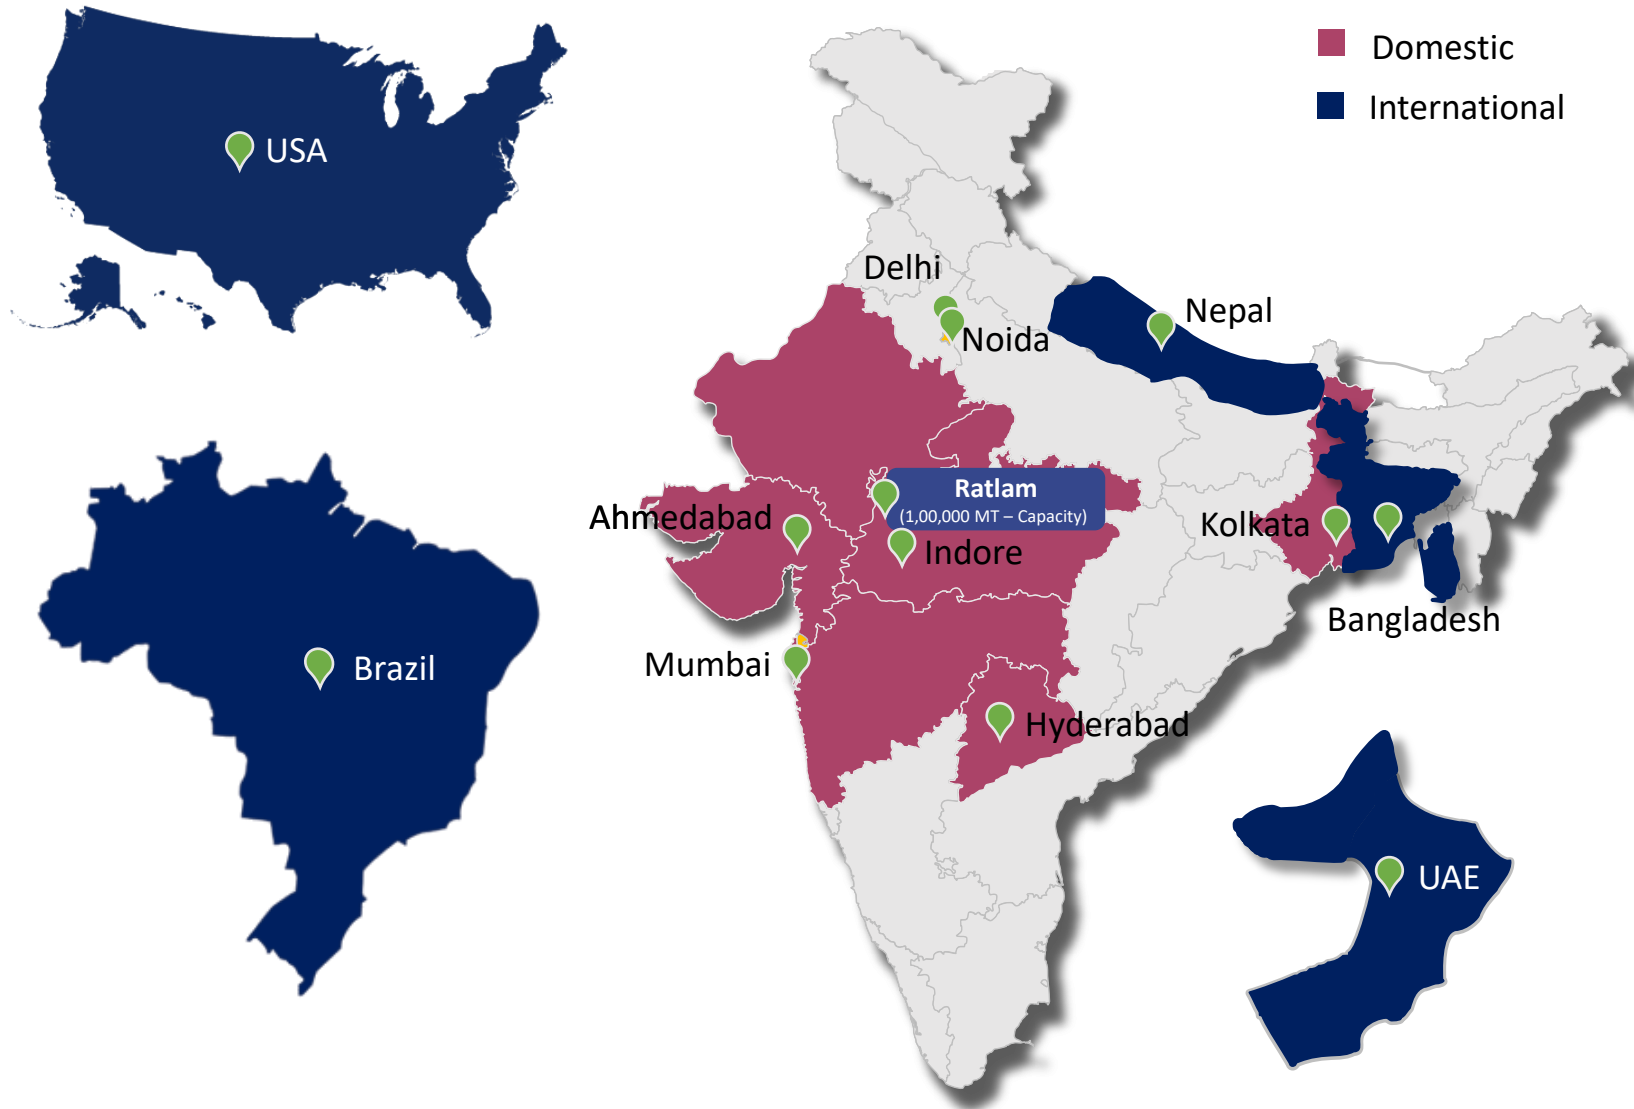 Domestic
International
USA
Delhi
Noida
Nepal
Ratlam
(1,00,000 MT – Capacity)
Ahmedabad
Indore
Kolkata
Bangladesh
Mumbai
Brazil
Hyderabad
UAE